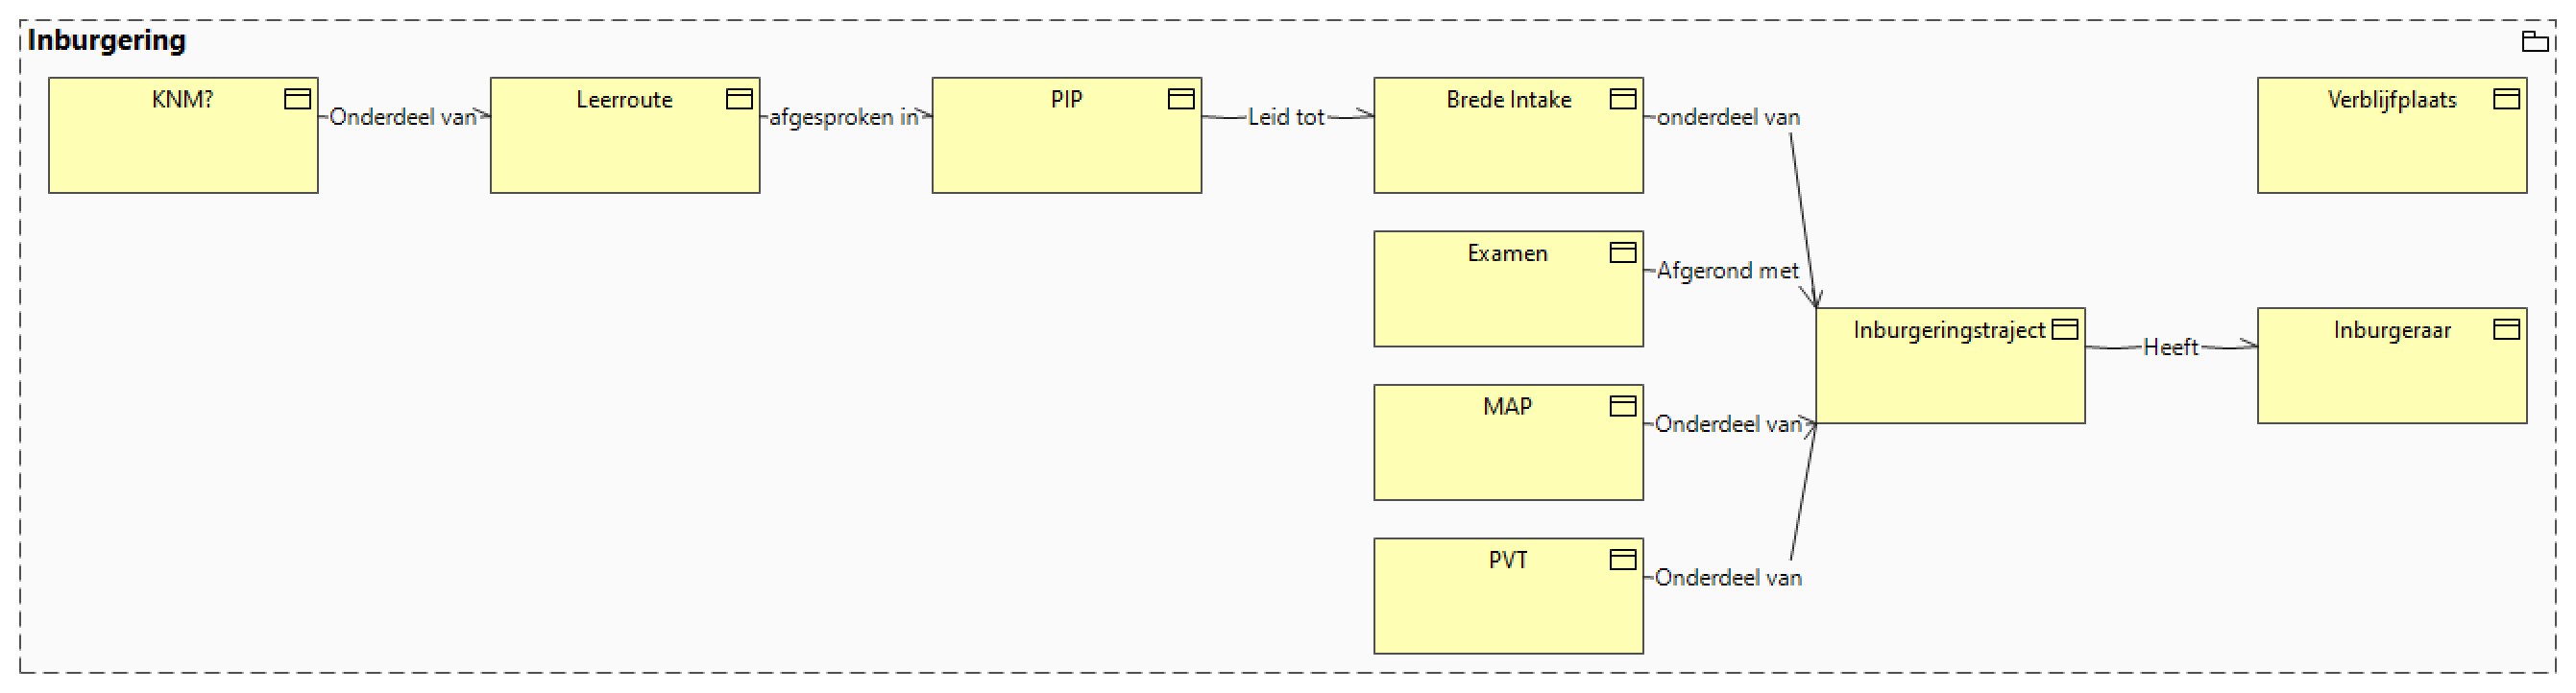 Inburgering
KNM?
Onderdeel van
Leerroute
afgesproken in
PIP
Leid tot
Brede Intake
onderdeel van
Verblijfplaats
Examen
Afgerond met
Inburgeringstraject
Heeft
Inburgeraar
MAP
Onderdeel van
PVT
Onderdeel van